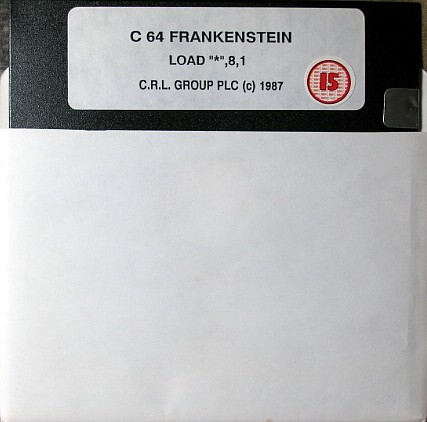 C 64 FRANKENSTEIN
LOAD "*",8,1
C.R.L. GROUP PLC (c) 1987
15